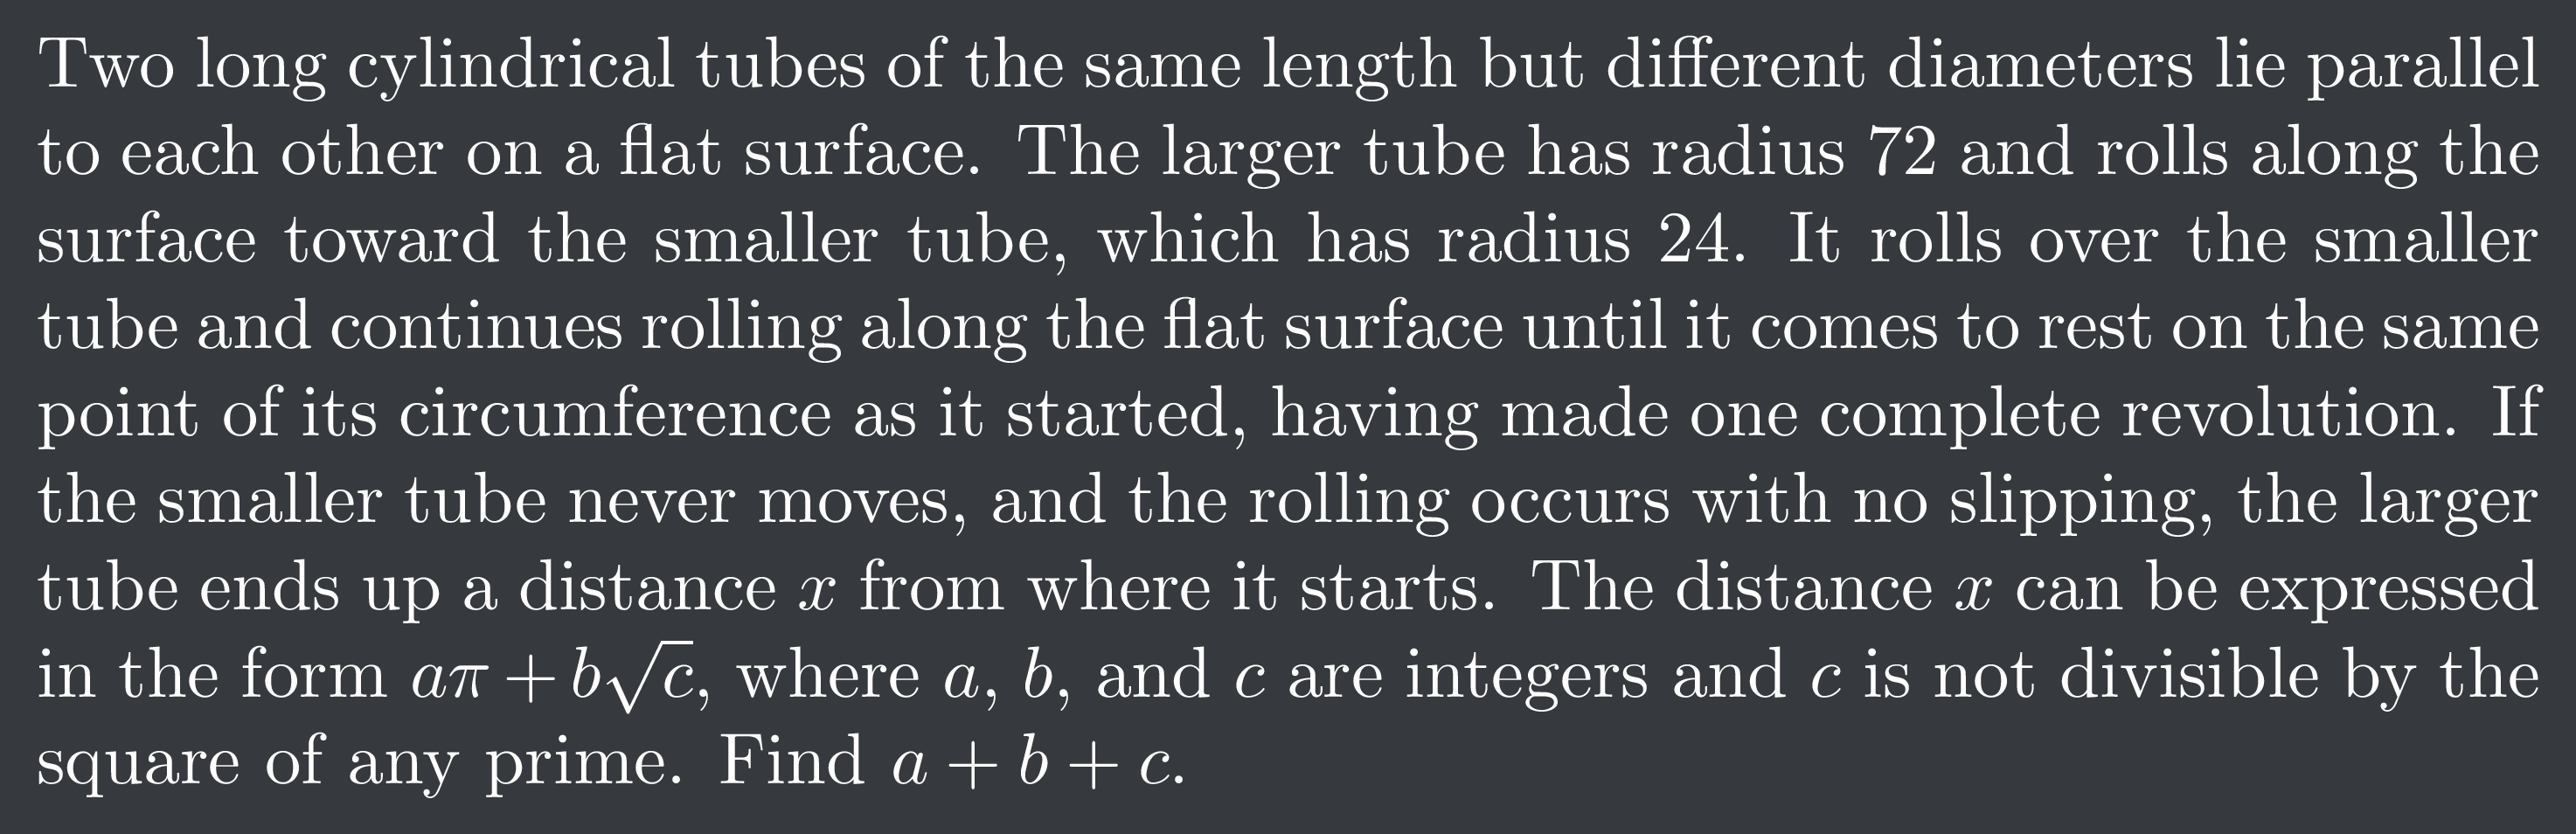 Two long cylindrical tubes of the same length but different diameters lie parallel
to each other on a flat surface. The larger tube has radius 72 and rolls along the
surface toward the smaller tube, which has radius 24. It rolls over the smaller
tube and continues rolling along the flat surface until it comes to rest on the same
point of its circumference as it started, having made one complete revolution. If
the smaller tube never moves, and the rolling occurs with no slipping, the larger
tube ends up a distance x from where it starts. The distance x can be expressed
in the form aπ + b√c, where a, b, and c are integers and c is not divisible by the
square of any prime. Find a + b + c.